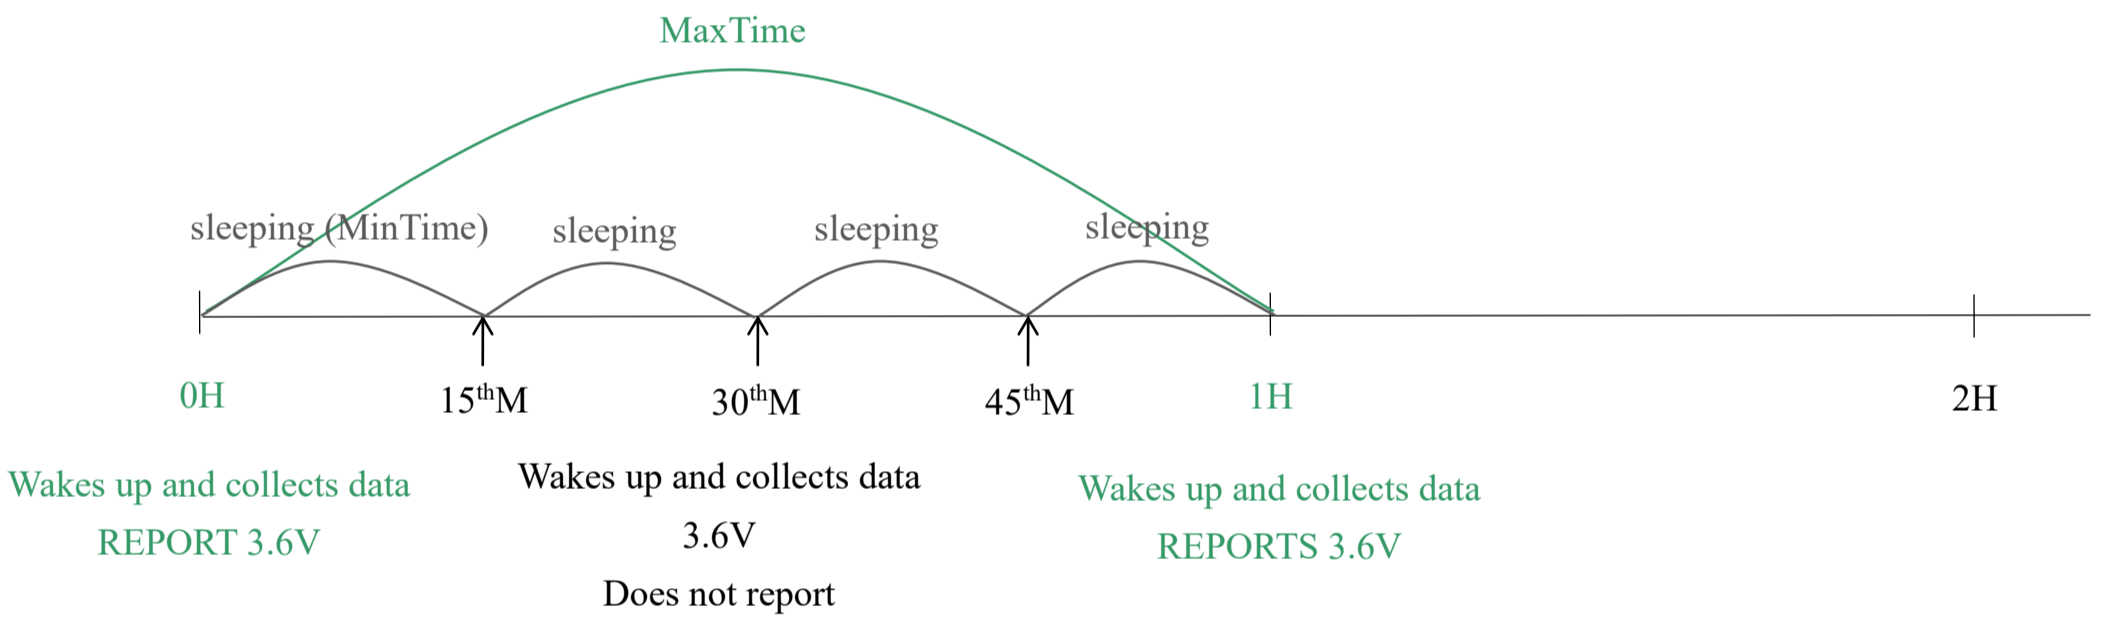 MaxTime
sleeping (MinTime)
sleeping
sleeping
sleeping
0H
15thM
30thM
45thM
1H
2H
Wakes up and collects data
REPORT 3.6V
Wakes up and collects data
3.6V
Does not report
Wakes up and collects data
REPORTS 3.6V